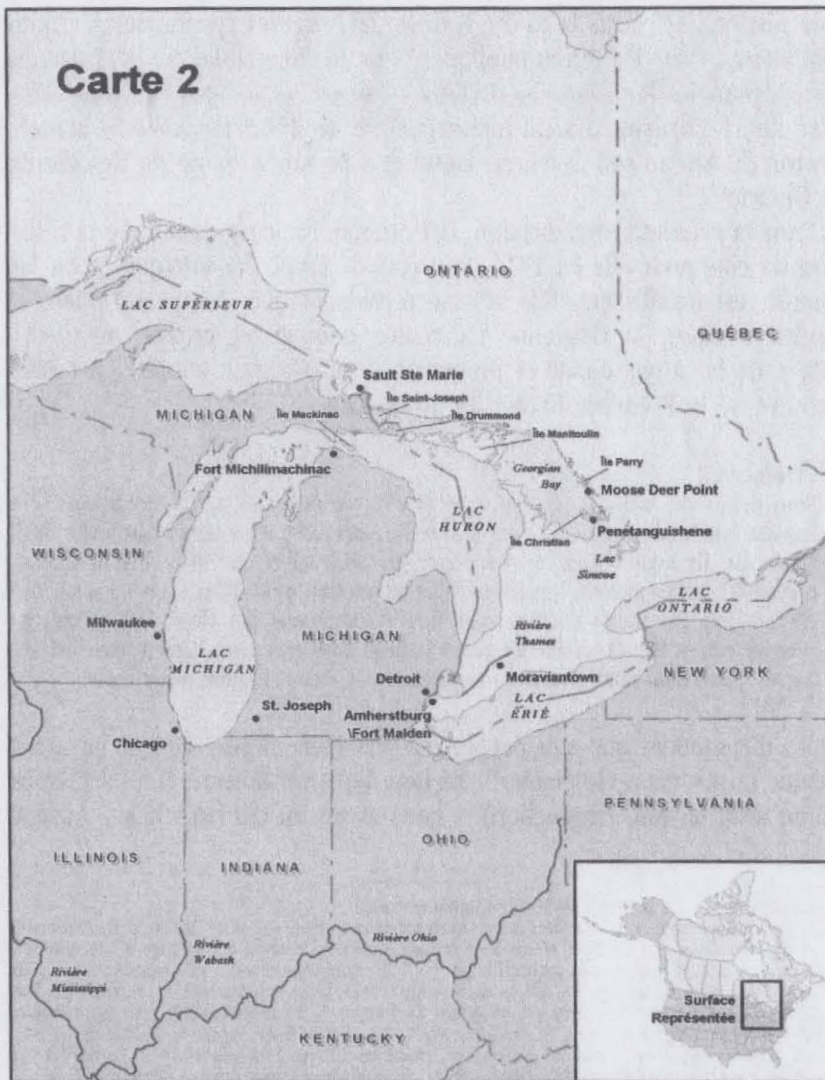 Carte 2
ONTARIO
LAC SUPÉRIEUR
QUÉBEC
Sault Ste Marie
Île Saint-Joseph
MICHIGAN
Île Mackinac
Île Drummond
Île Manitoulin
Fort Michilimachinac
Georgian
Bay
Île Parry
Moose Deer Point
LAC
HURON
Penetanguishene
Île Christian
Lac
Simcoe
WISCONSIN
LAC
ONTARIO
Milwaukee
MICHIGAN
Rivière
Thames
LAC
MICHIGAN
Moraviantown
NEW YORK
Detroit
St. Joseph
Amherstburg
\Fort Malden
LAC
ÉRIÉ
Chicago
PENNSYLVANIA
ILLINOIS
INDIANA
OHIO
Rivière
Wabash
Rivière Ohio
Rivière
Mississippi
Surface
Représentée
KENTUCKY